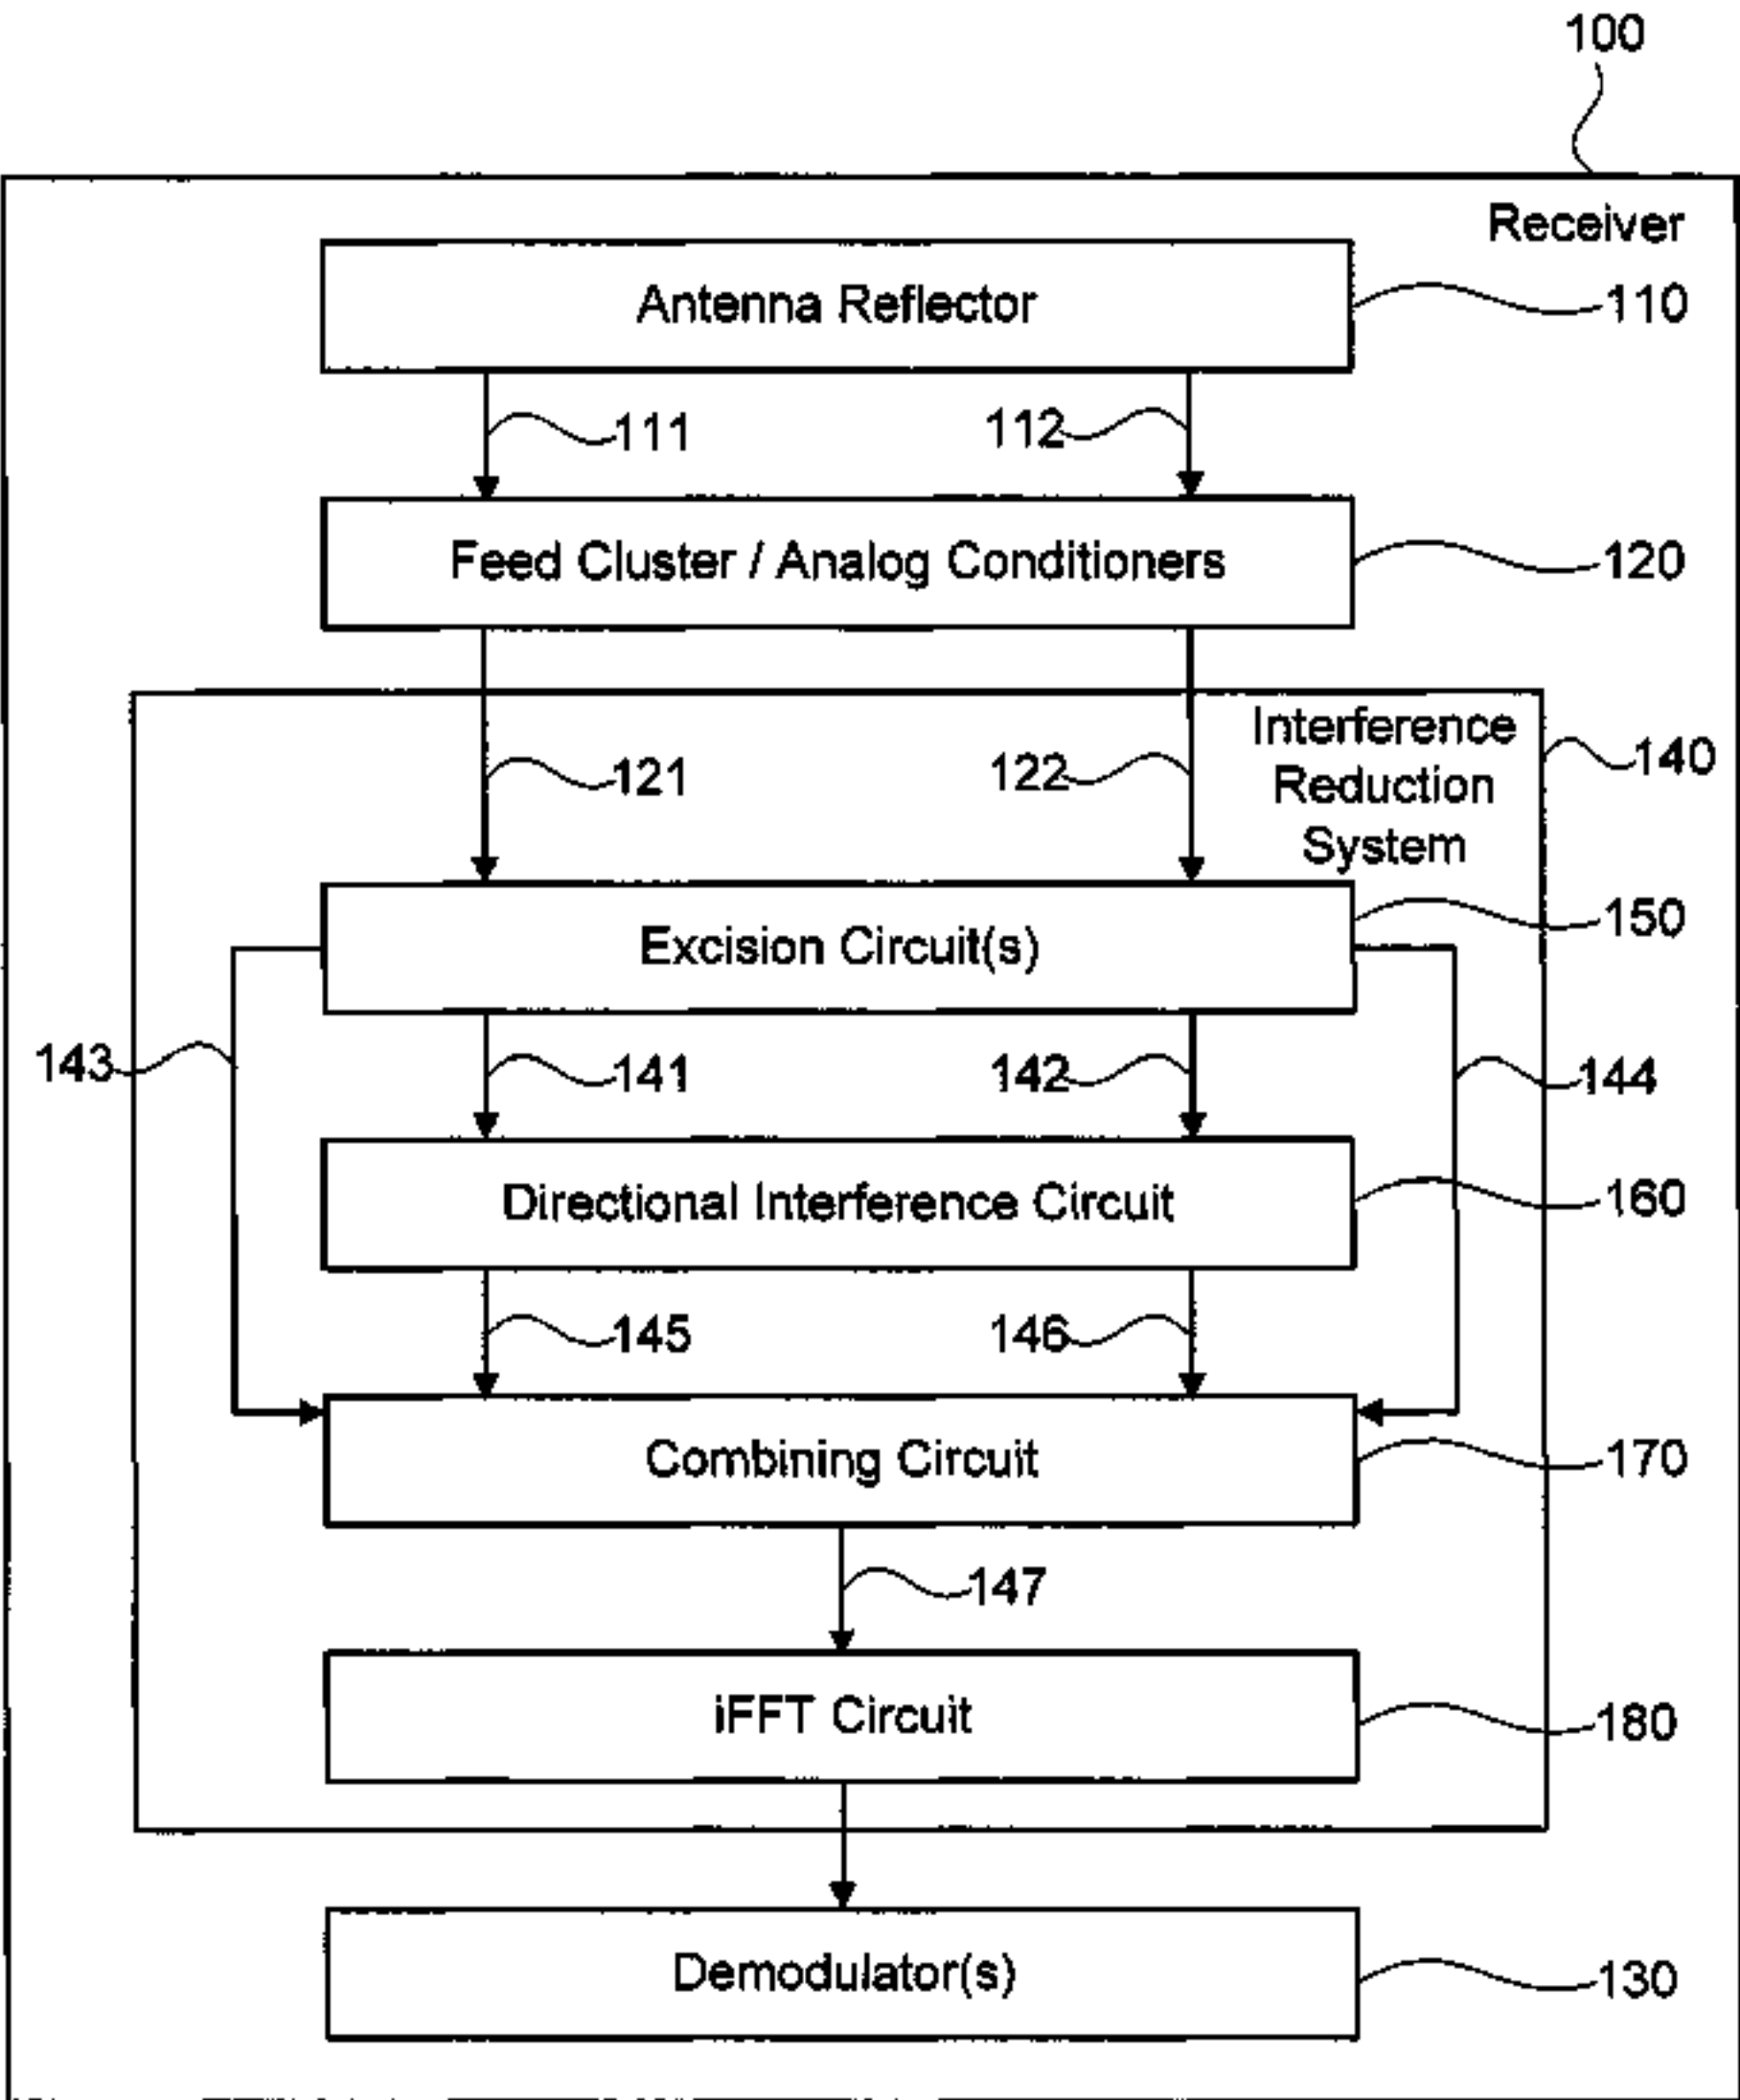 100
Receiver
Antenna Reflector
110
111
112
Feed Cluster / Analog Conditioners
120
Interference
Reduction
System
140
121
122
Excision Circuit(s)
150
143
141
142
144
Directional Interference Circuit
160
145
146
Combining Circuit
170
147
iFFT Circuit
180
Demodulator(s)
130